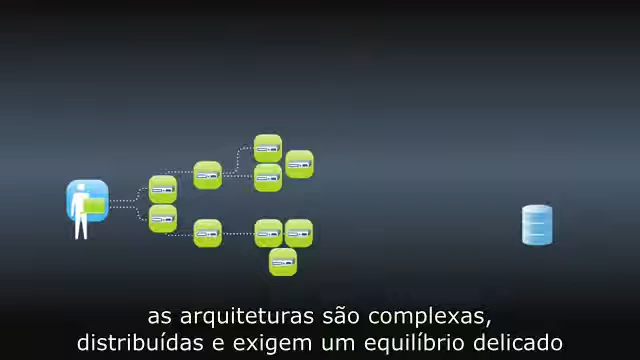 as arquiteturas são complexas,
distribuídas e exigem um equilíbrio delicado